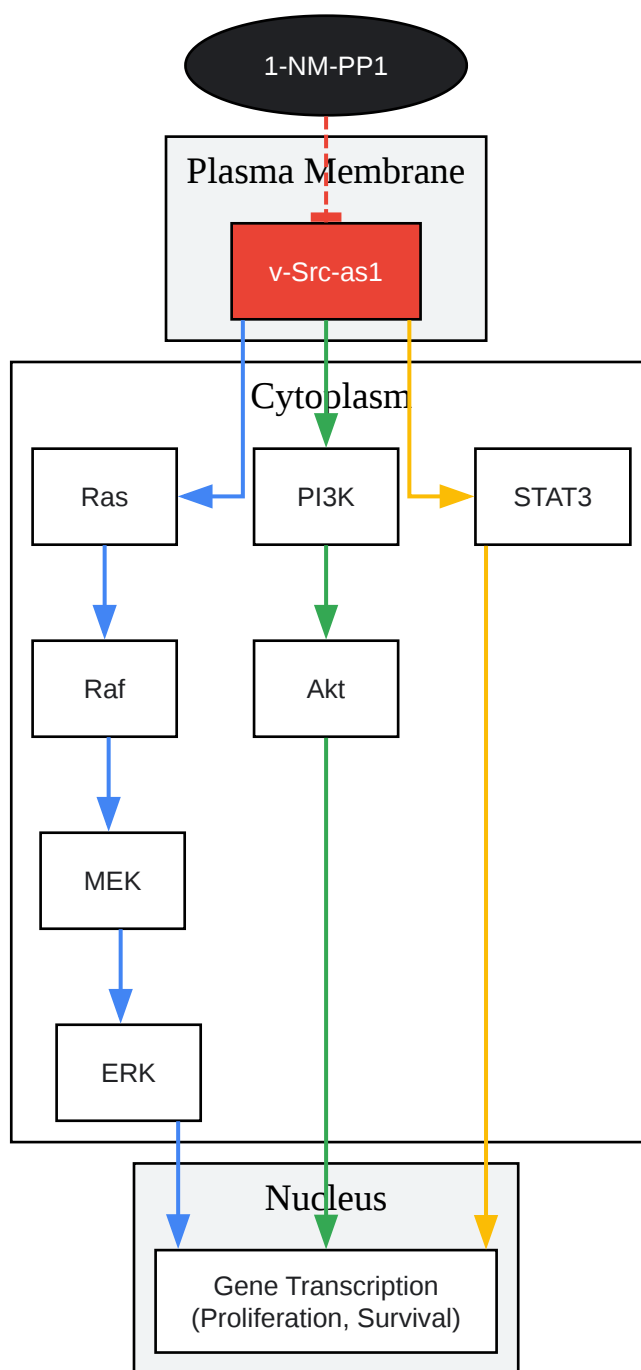 1-NM-PP1
Plasma Membrane
v-Src-as1
Cytoplasm
Ras
PI3K
STAT3
Raf
Akt
MEK
ERK
Nucleus
Gene Transcription
(Proliferation, Survival)